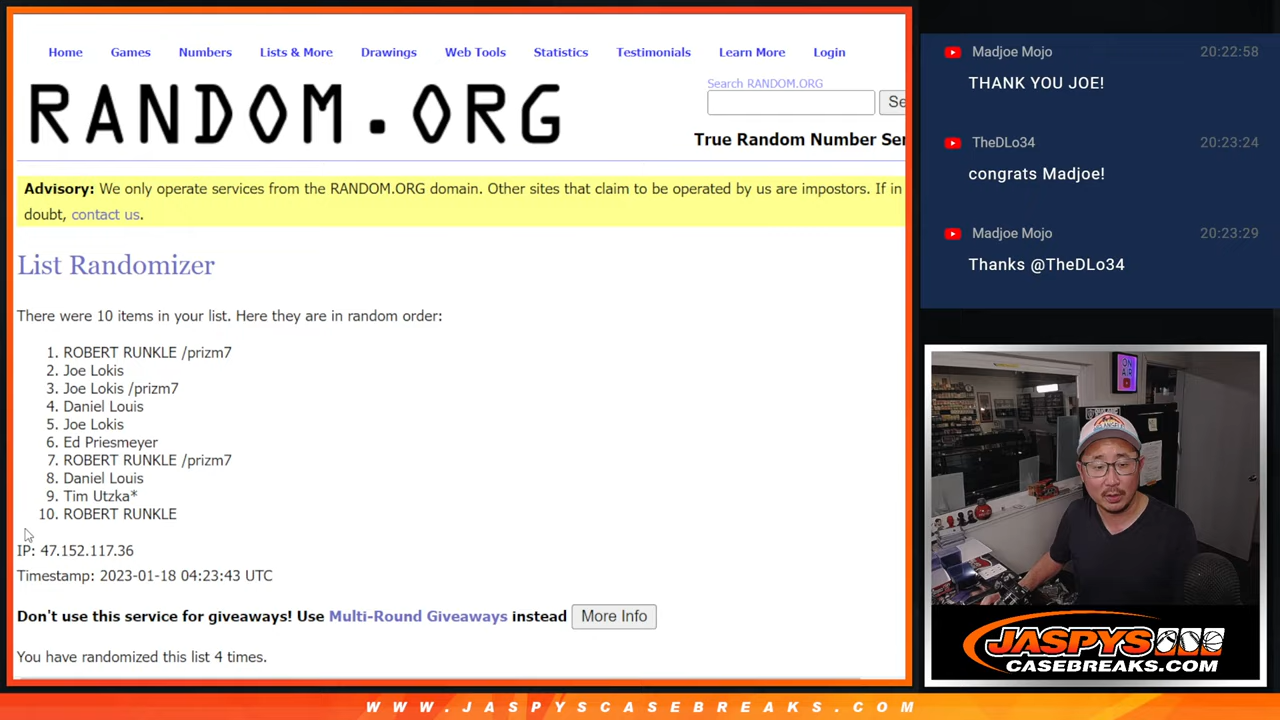 Home Games Numbers Lists & More Drawings Web Tools Statistics Testimonials Learn More Login
Search RANDOM.ORG
RANDOM.ORG
True Random Number Ser
Advisory: We only operate services from the RANDOM.ORG domain. Other sites that claim to be operated by us are impostors. If in
doubt, contact us.
List Randomizer
There were 10 items in your list. Here they are in random order:
1. ROBERT RUNKLE /prizm7
2. Joe Lokis
3. Joe Lokis /prizm7
4. Daniel Louis
5. Joe Lokis
6. Ed Priesmeyer
7. ROBERT RUNKLE /prizm7
8. Daniel Louis
9. Tim Utzka*
10. ROBERT RUNKLE
IP: 47.152.117.36
Timestamp: 2023-01-18 04:23:43 UTC
Don't use this service for giveaways! Use Multi-Round Giveaways instead More Info
You have randomized this list 4 times.
Madjoe Mojo 20:22:58
THANK YOU JOE!
TheDLo34 20:23:24
congrats Madjoe!
Madjoe Mojo 20:23:29
Thanks @TheDLo34
ON
AIR
JASPYS
CASEBREAKS.COM
WWW.JASPYSCASEBREAKS.COM